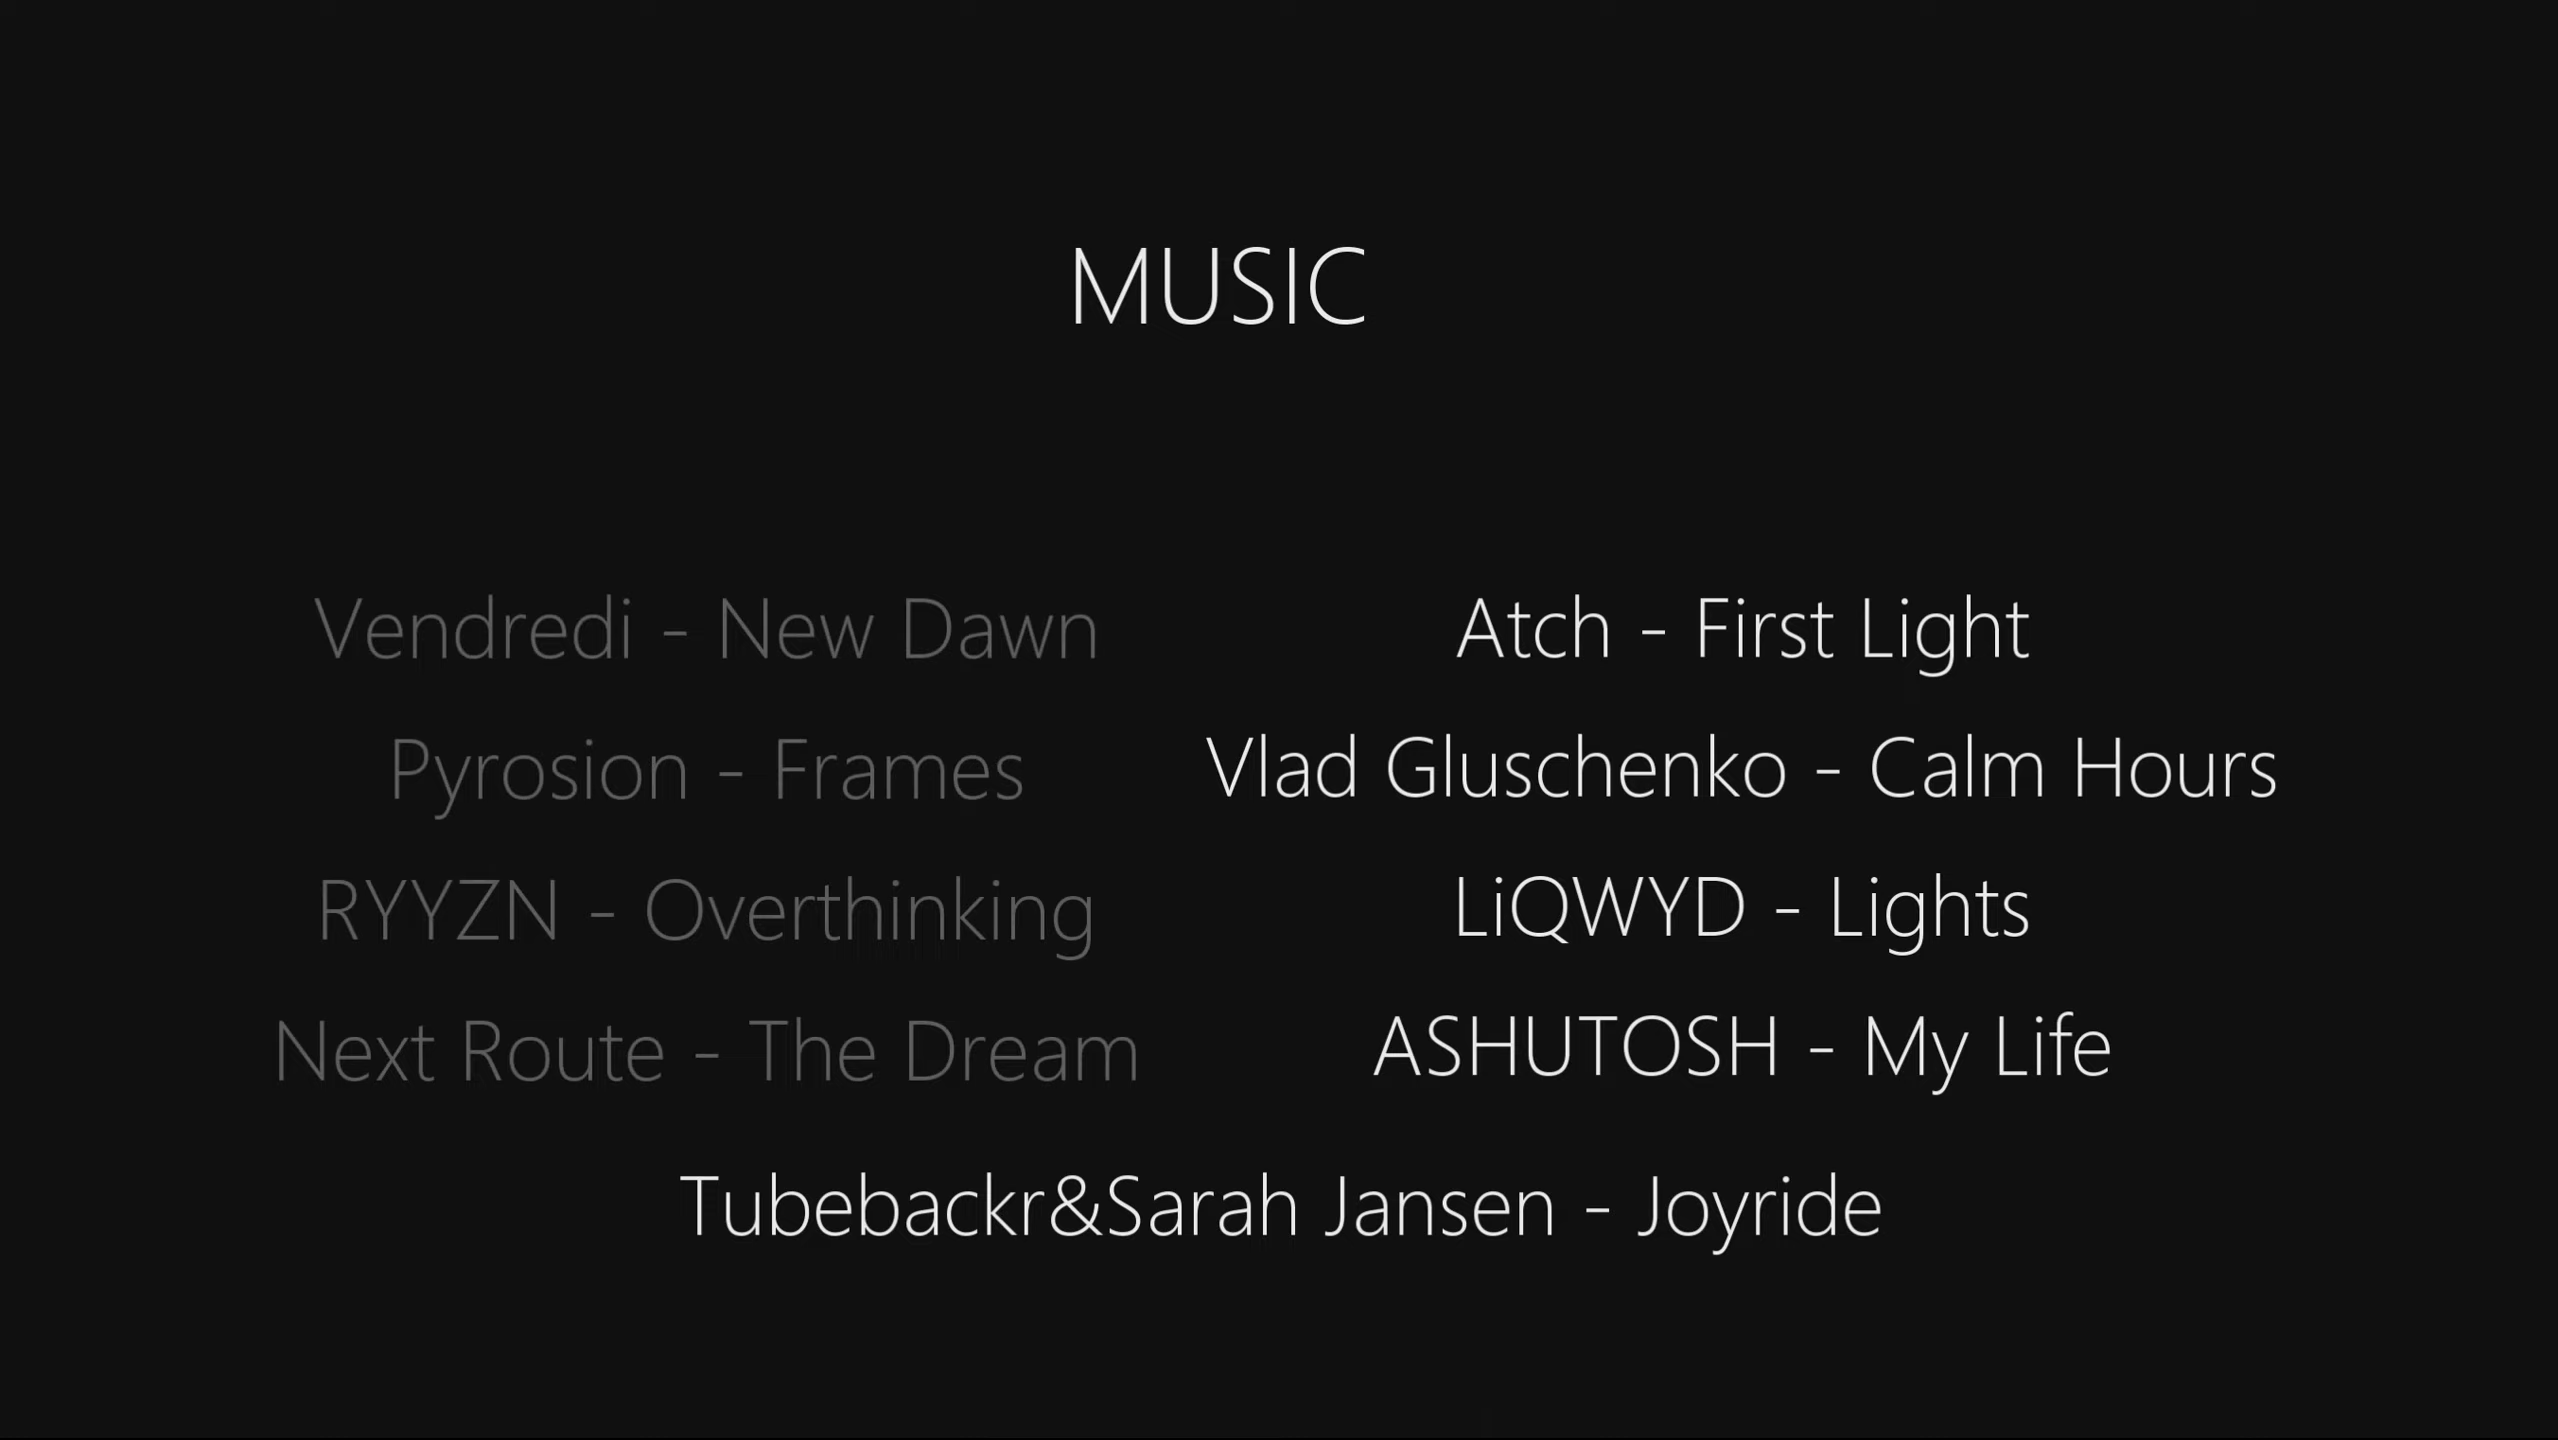 MUSIC
Vendredi - New Dawn
Pyrosion - Frames
RYYZN - Overthinking
Next Route - The Dream
Atch - First Light
Vlad Gluschenko - Calm Hours
LiQWYD - Lights
ASHUTOSH - My Life
Tubebackr&Sarah Jansen - Joyride